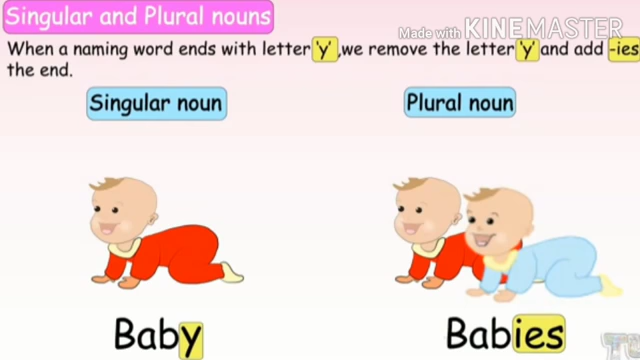 Singular and Plural nouns
Made with KINEMASTER
When a naming word ends with letter 'y',we remove the letter 'y' and add -ies
the end.
Singular noun Plural noun
Baby Babies